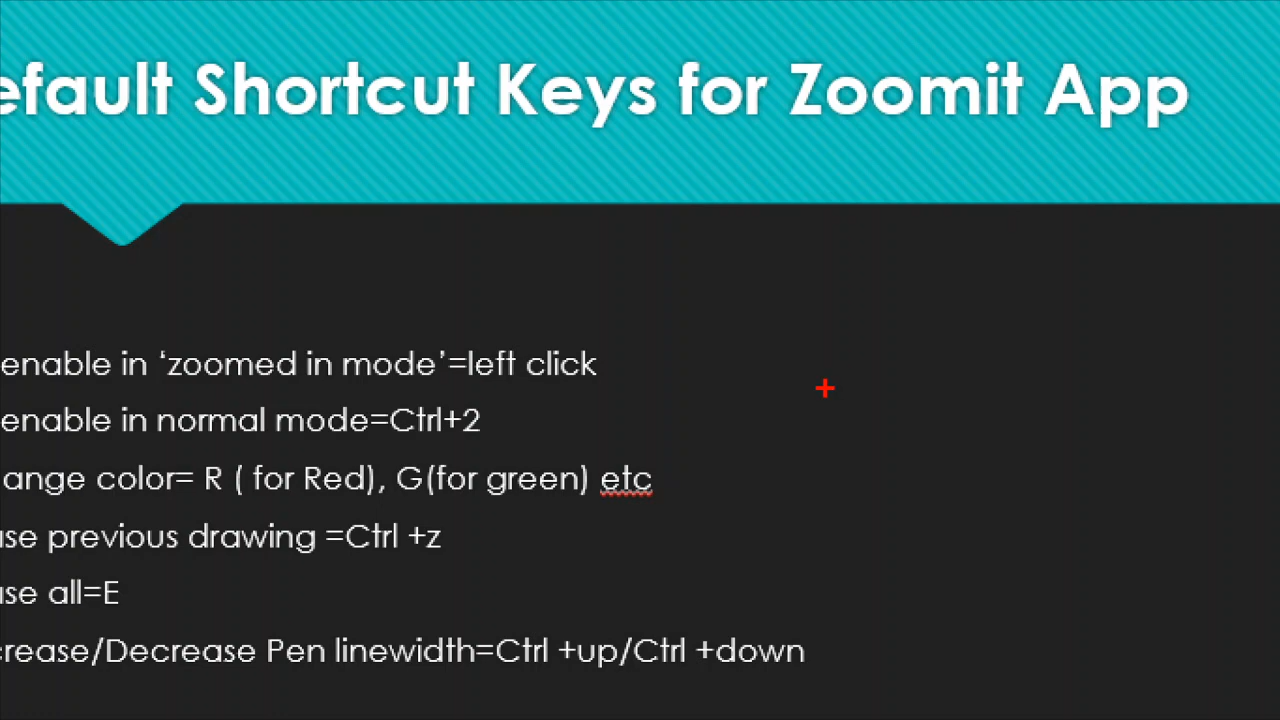 efault Shortcut Keys for Zoomit App
enable in ‘zoomed in mode’=left click
enable in normal mode=Ctrl+2
ange color= R ( for Red), G(for green) etc
se previous drawing =Ctrl +z
se all=E
crease/Decrease Pen linewidth=Ctrl +up/Ctrl +down